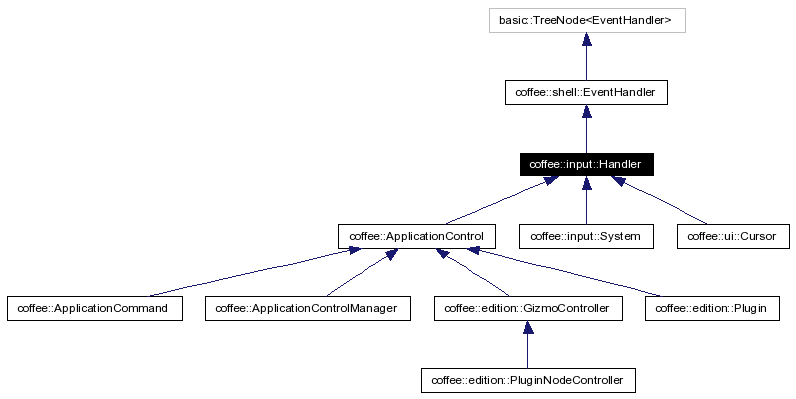 basic::TreeNode<EventHandler>
coffee::shell::EventHandler
coffee::input::Handler
coffee::ApplicationControl
coffee::input::System
coffee::ui::Cursor
coffee::ApplicationCommand
coffee::ApplicationControlManager
coffee::edition::GizmoController
coffee::edition::Plugin
coffee::edition::PluginNodeController